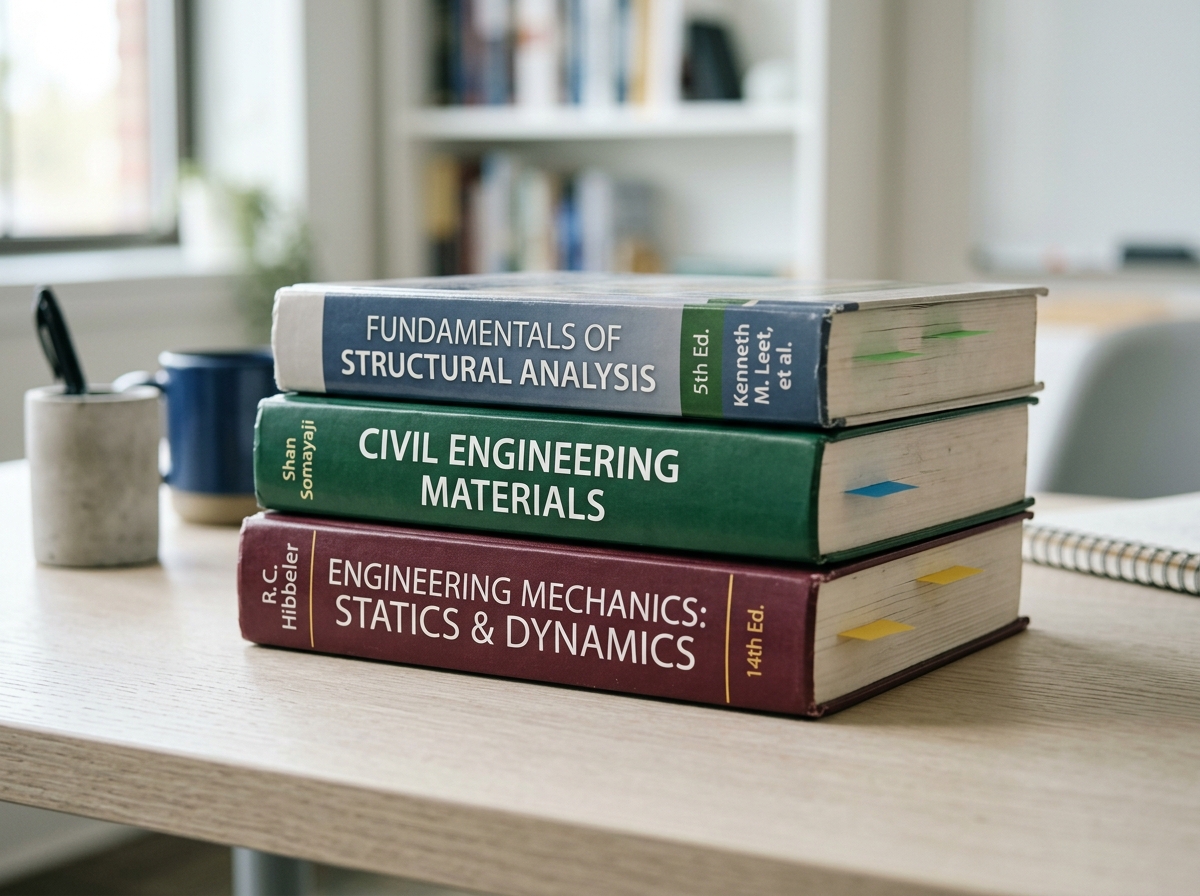 FUNDAMENTALS OF
STRUCTURAL ANALYSIS
5th Ed.
Kenneth
M. Leet,
et al.
Shan
Somayaji
CIVIL ENGINEERING
MATERIALS
R. C.
Hibbeler
ENGINEERING MECHANICS:
STATICS & DYNAMICS
14th Ed.